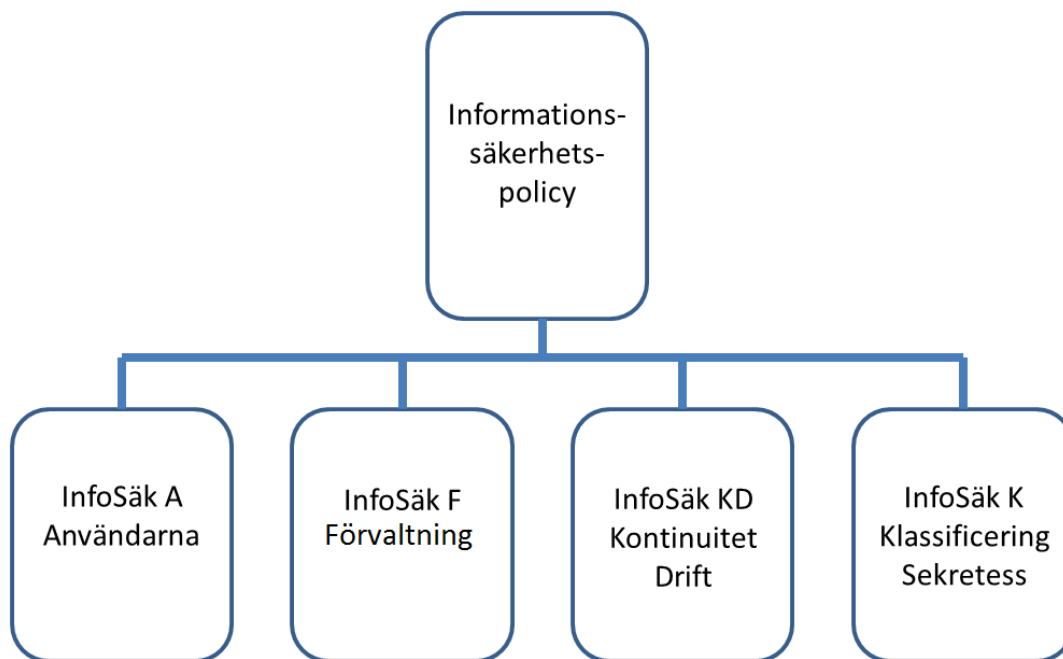 Informations-
säkerhets-
policy
InfoSäk A
Användarna
InfoSäk F
Förvaltning
InfoSäk KD
Kontinuitet
Drift
InfoSäk K
Klassificering
Sekretess